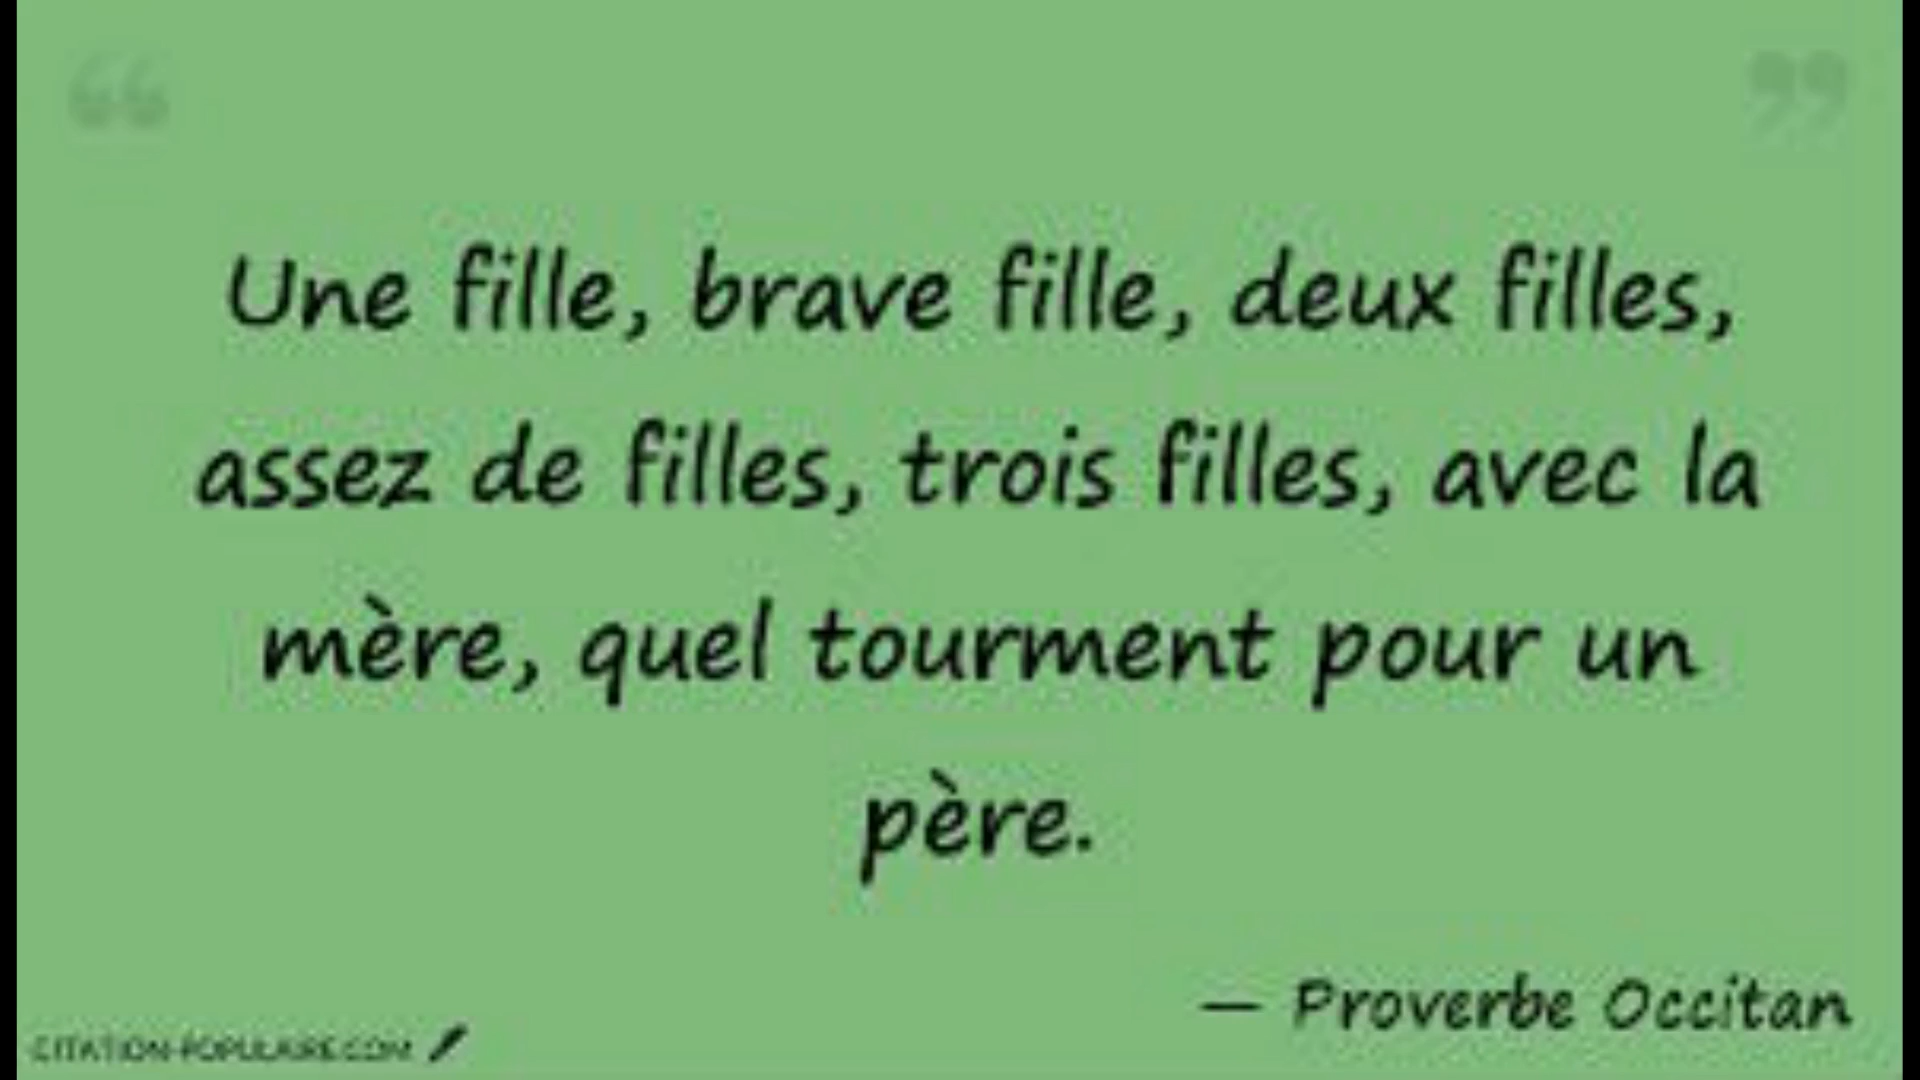 “ ”
Une fille, brave fille, deux filles,
assez de filles, trois filles, avec la
mère, quel tourment pour un
père.
— Proverbe Occitan
CITATION-POPULAIRE.COM